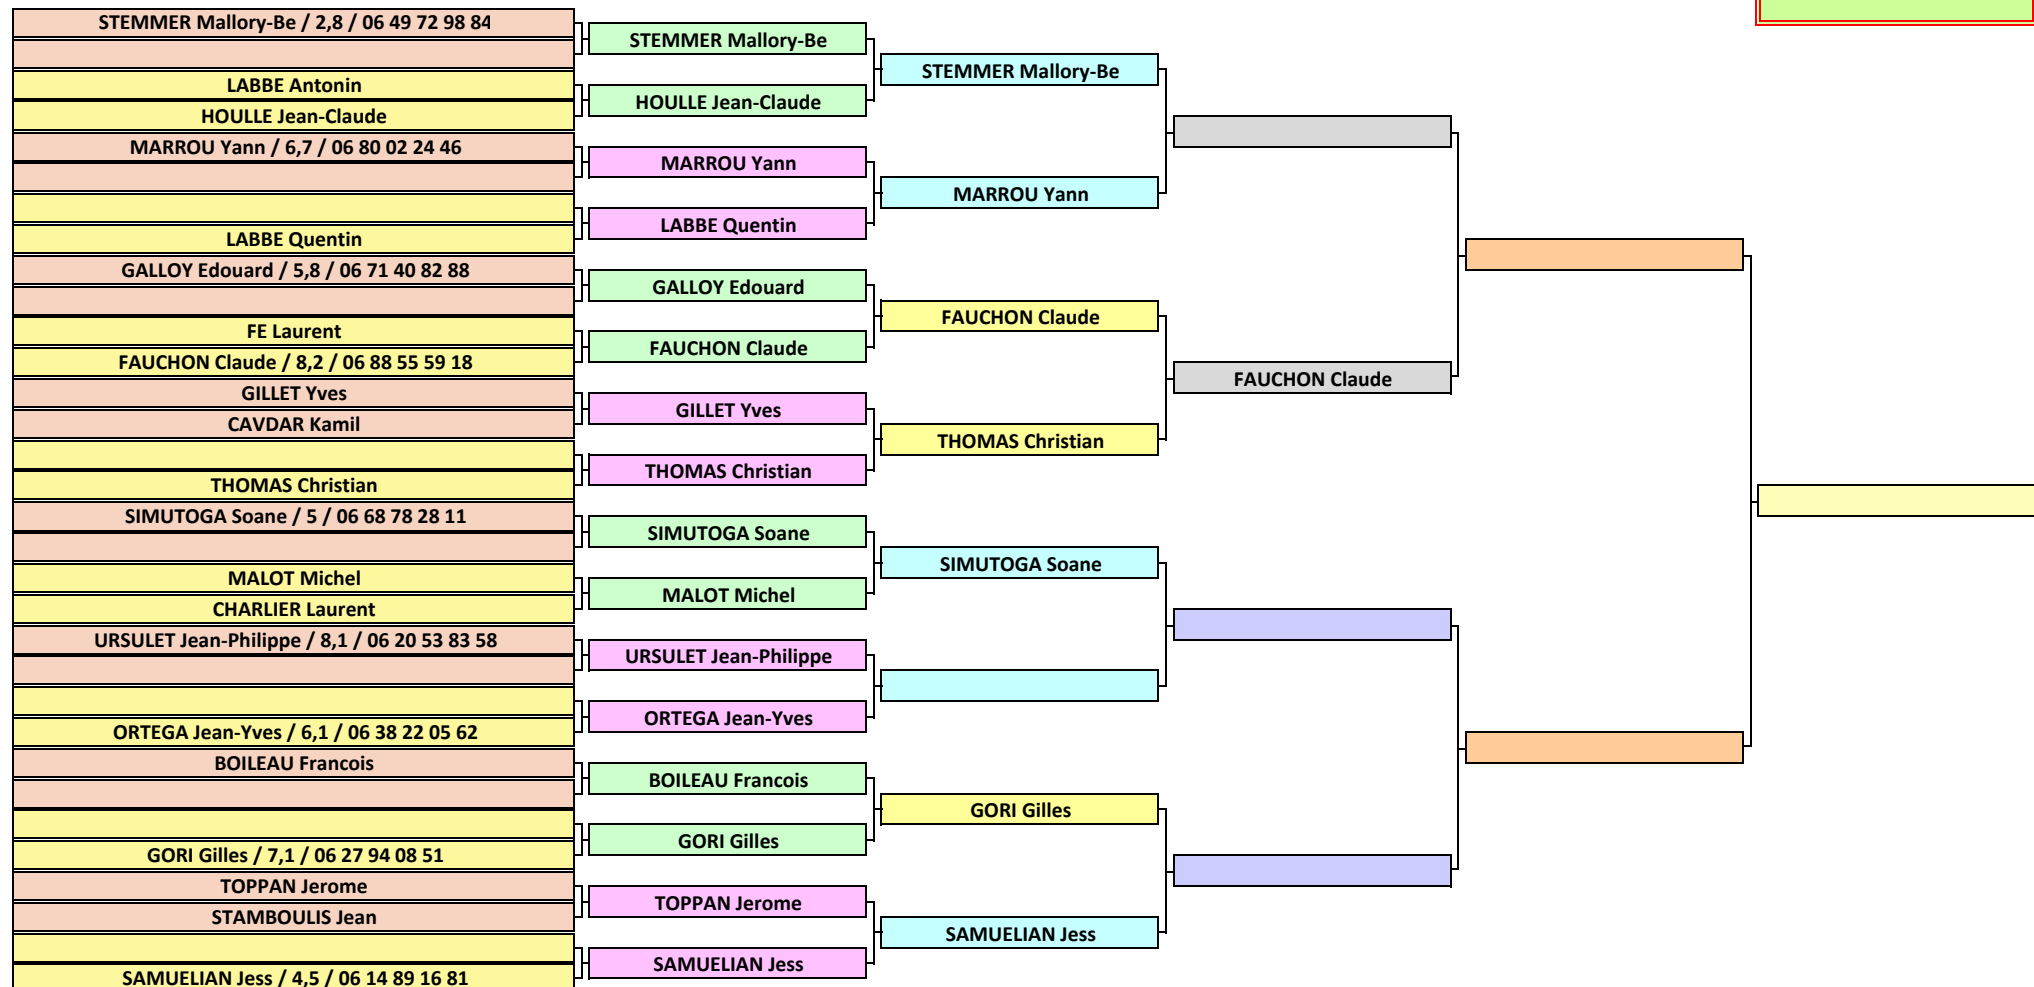 STEMMER Mallory-Be / 2,8 / 06 49 72 98 84
LABBE Antonin
HOULLE Jean-Claude
MARROU Yann / 6,7 / 06 80 02 24 46
LABBE Quentin
GALLOY Edouard / 5,8 / 06 71 40 82 88
FE Laurent
FAUCHON Claude / 8,2 / 06 88 55 59 18
GILLET Yves
CAVDAR Kamil
THOMAS Christian
SIMUTOGA Soane / 5 / 06 68 78 28 11
MALOT Michel
CHARLIER Laurent
URSULET Jean-Philippe / 8,1 / 06 20 53 83 58
ORTEGA Jean-Yves / 6,1 / 06 38 22 05 62
BOILEAU Francois
GORI Gilles / 7,1 / 06 27 94 08 51
TOPPAN Jerome
STAMBOULIS Jean
SAMUELIAN Jess / 4,5 / 06 14 89 16 81
STEMMER Mallory-Be
HOULLE Jean-Claude
MARROU Yann
LABBE Quentin
GALLOY Edouard
FAUCHON Claude
GILLET Yves
THOMAS Christian
SIMUTOGA Soane
MALOT Michel
URSULET Jean-Philippe
ORTEGA Jean-Yves
BOILEAU Francois
GORI Gilles
TOPPAN Jerome
SAMUELIAN Jess
STEMMER Mallory-Be
MARROU Yann
FAUCHON Claude
THOMAS Christian
SIMUTOGA Soane
GORI Gilles
SAMUELIAN Jess
FAUCHON Claude